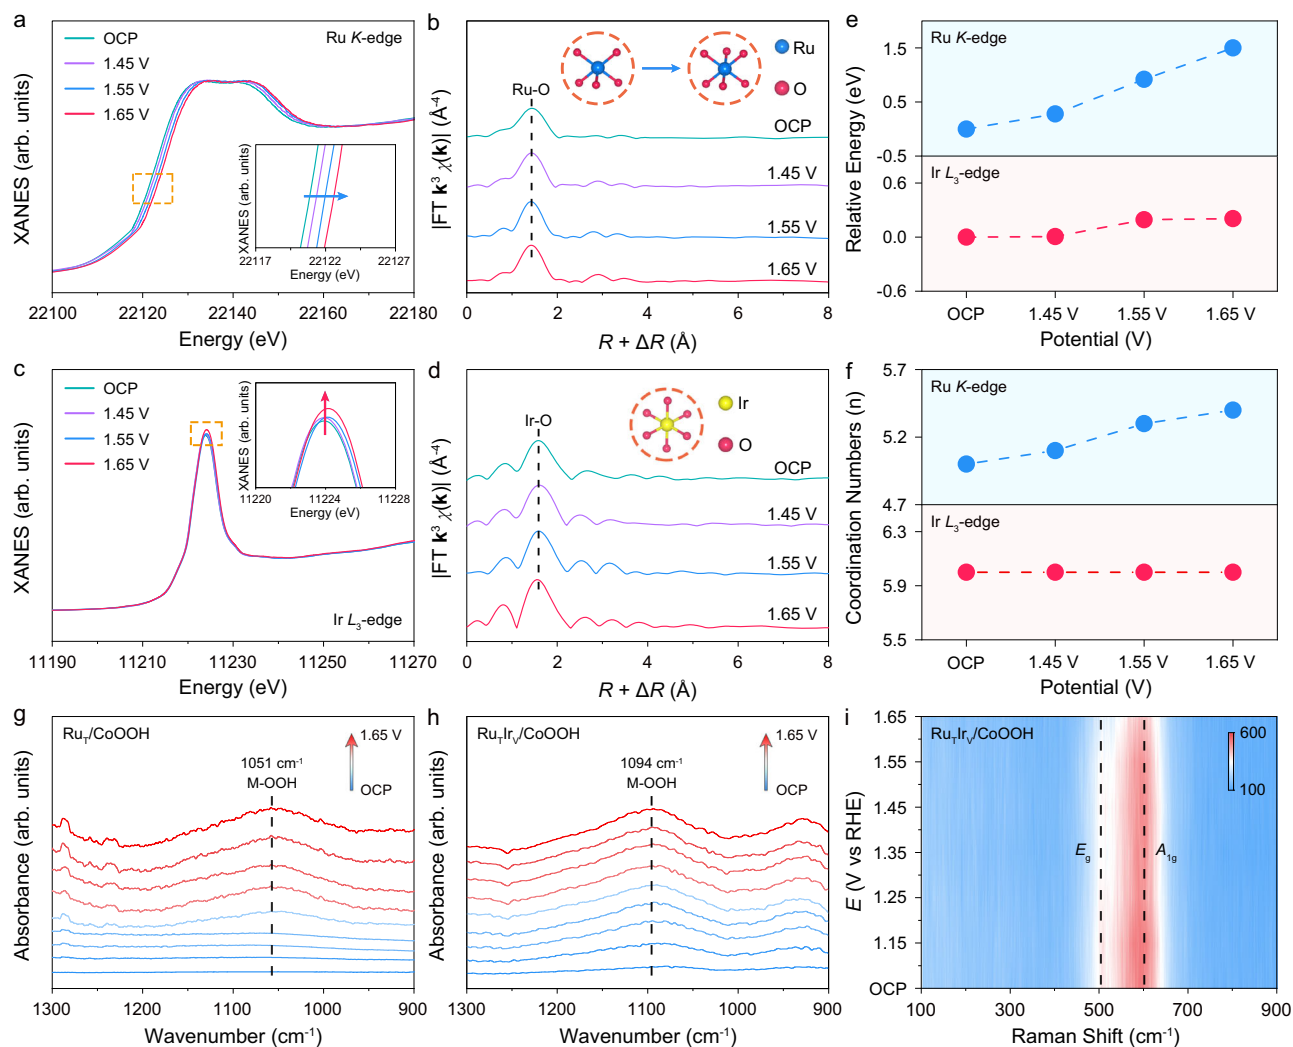 a
Ru K-edge
OCP
1.45 V
1.55 V
1.65 V
XANES (arb. units)
XANES (arb. units)
22117 22122 22127
Energy (eV)
22100 22120 22140 22160 22180
Energy (eV)
b
Ru
O
Ru-O
OCP
1.45 V
1.55 V
1.65 V
|FT k³ χ(k)| (Å⁻⁴)
0 2 4 6 8
R + ΔR (Å)
e
Ru K-edge
1.5
0.5
-0.5
Ir L₃-edge
0.6
0.0
-0.6
Relative Energy (eV)
OCP 1.45 V 1.55 V 1.65 V
Potential (V)
c
OCP
1.45 V
1.55 V
1.65 V
XANES (arb. units)
XANES (arb. units)
11220 11224 11228
Energy (eV)
Ir L₃-edge
11190 11210 11230 11250 11270
Energy (eV)
d
Ir
O
Ir-O
OCP
1.45 V
1.55 V
1.65 V
|FT k³ χ(k)| (Å⁻⁴)
0 2 4 6 8
R + ΔR (Å)
f
5.7
Ru K-edge
5.2
4.7
Ir L₃-edge
6.3
5.9
5.5
Coordination Numbers (n)
OCP 1.45 V 1.55 V 1.65 V
Potential (V)
g
Ru_T/CoOOH
1.65 V
OCP
1051 cm⁻¹
M-OOH
Absorbance (arb. units)
1300 1200 1100 1000 900
Wavenumber (cm⁻¹)
h
Ru_TIr_V/CoOOH
1.65 V
OCP
1094 cm⁻¹
M-OOH
Absorbance (arb. units)
1300 1200 1100 1000 900
Wavenumber (cm⁻¹)
i
Ru_TIr_V/CoOOH
600
100
E_g
A_1g
1.65
1.55
1.45
1.35
1.25
1.15
OCP
E (V vs RHE)
100 300 500 700 900
Raman Shift (cm⁻¹)